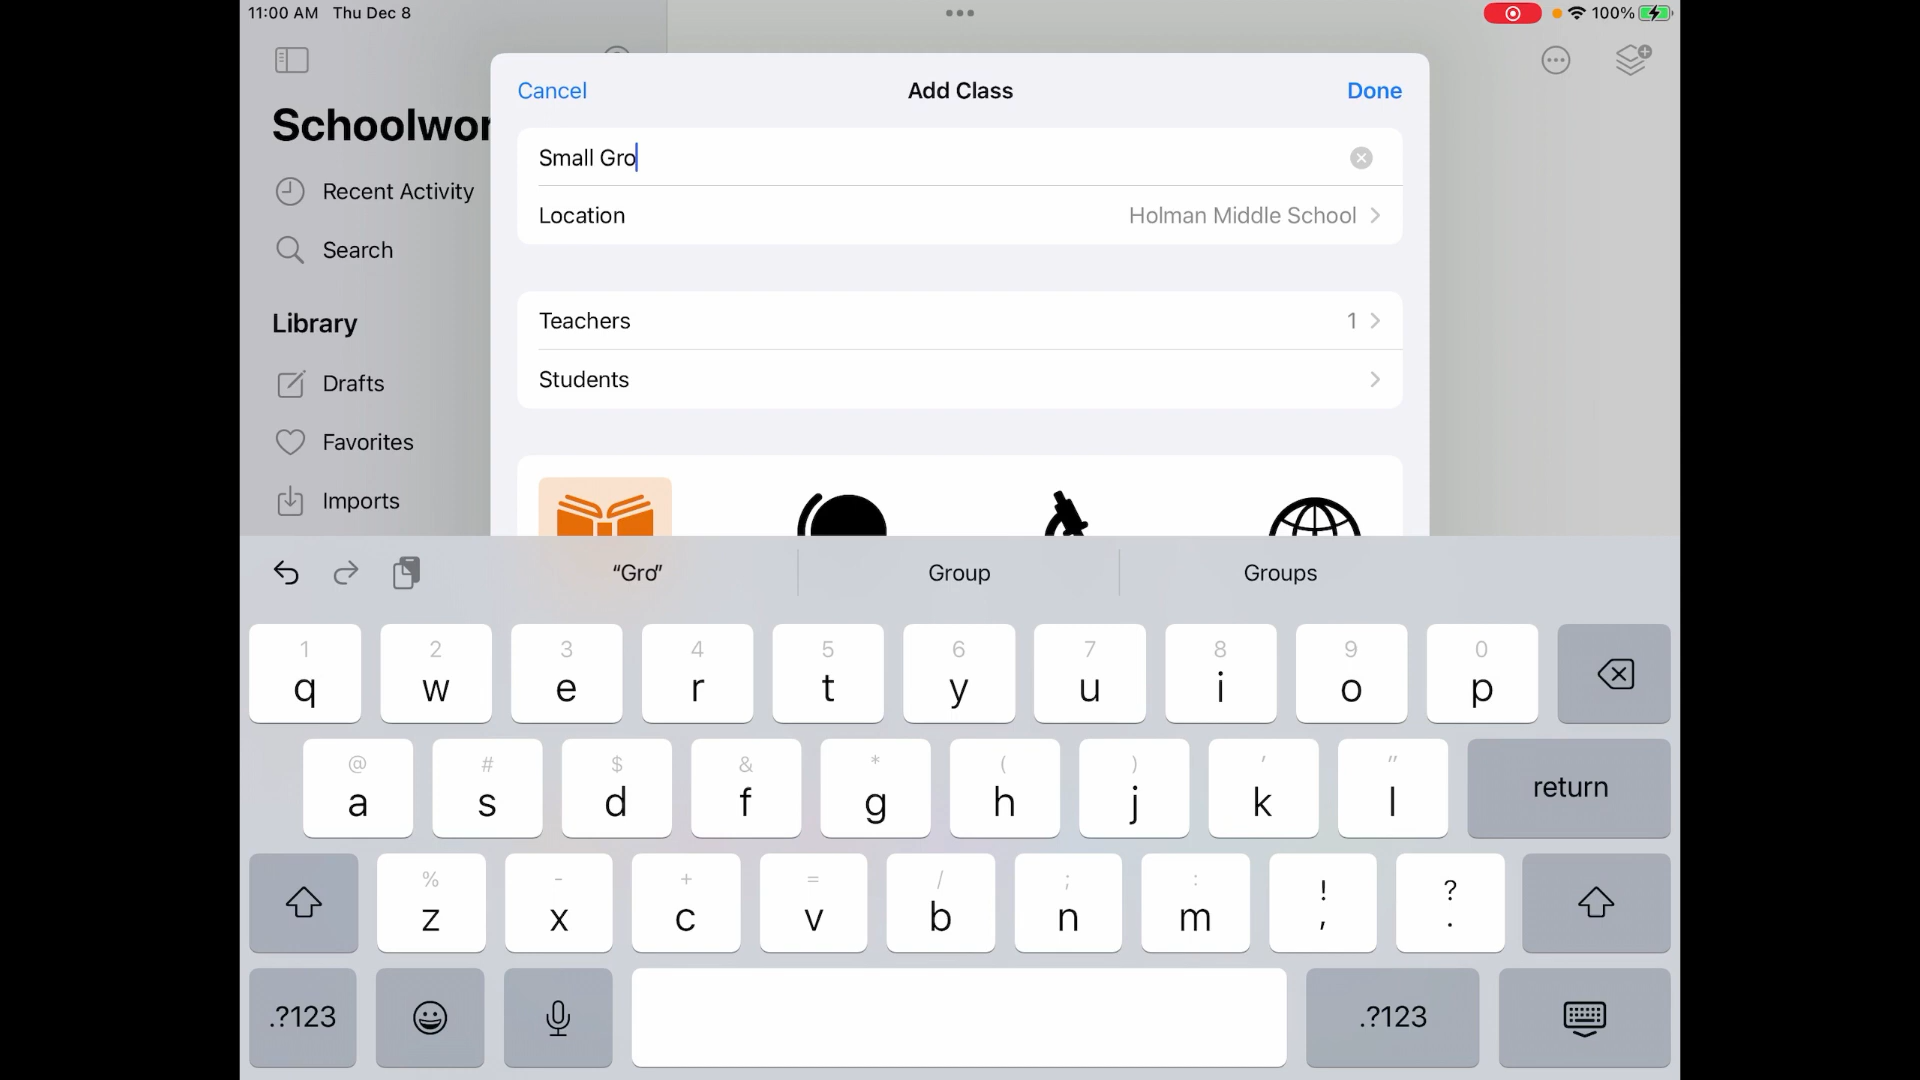 11:00 AM Thu Dec 8
100%
Schoolwor
Recent Activity
Search
Library
Drafts
Favorites
Imports
Cancel
Add Class
Done
Small Gro
Location
Holman Middle School
Teachers
1
Students
“Gro”
Group
Groups
1 2 3 4 5 6 7 8 9 0
q w e r t y u i o p
@ # $ & * ( ) ' "
a s d f g h j k l
return
% - + = / ; : ! ?
z x c v b n m , .
.?123
.?123